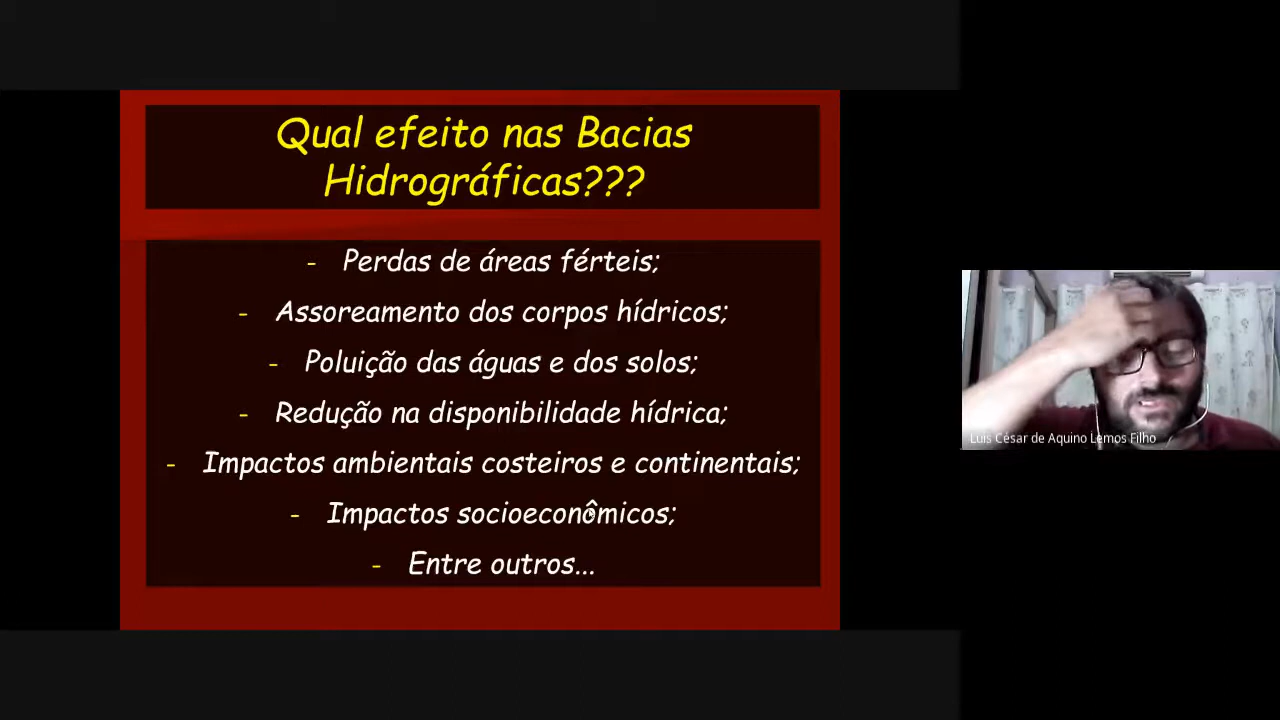 Qual efeito nas Bacias
Hidrográficas???
- Perdas de áreas férteis;
- Assoreamento dos corpos hídricos;
- Poluição das águas e dos solos;
- Redução na disponibilidade hídrica;
- Impactos ambientais costeiros e continentais;
- Impactos socioeconômicos;
- Entre outros...
Luis César de Aquino Lemos Filho